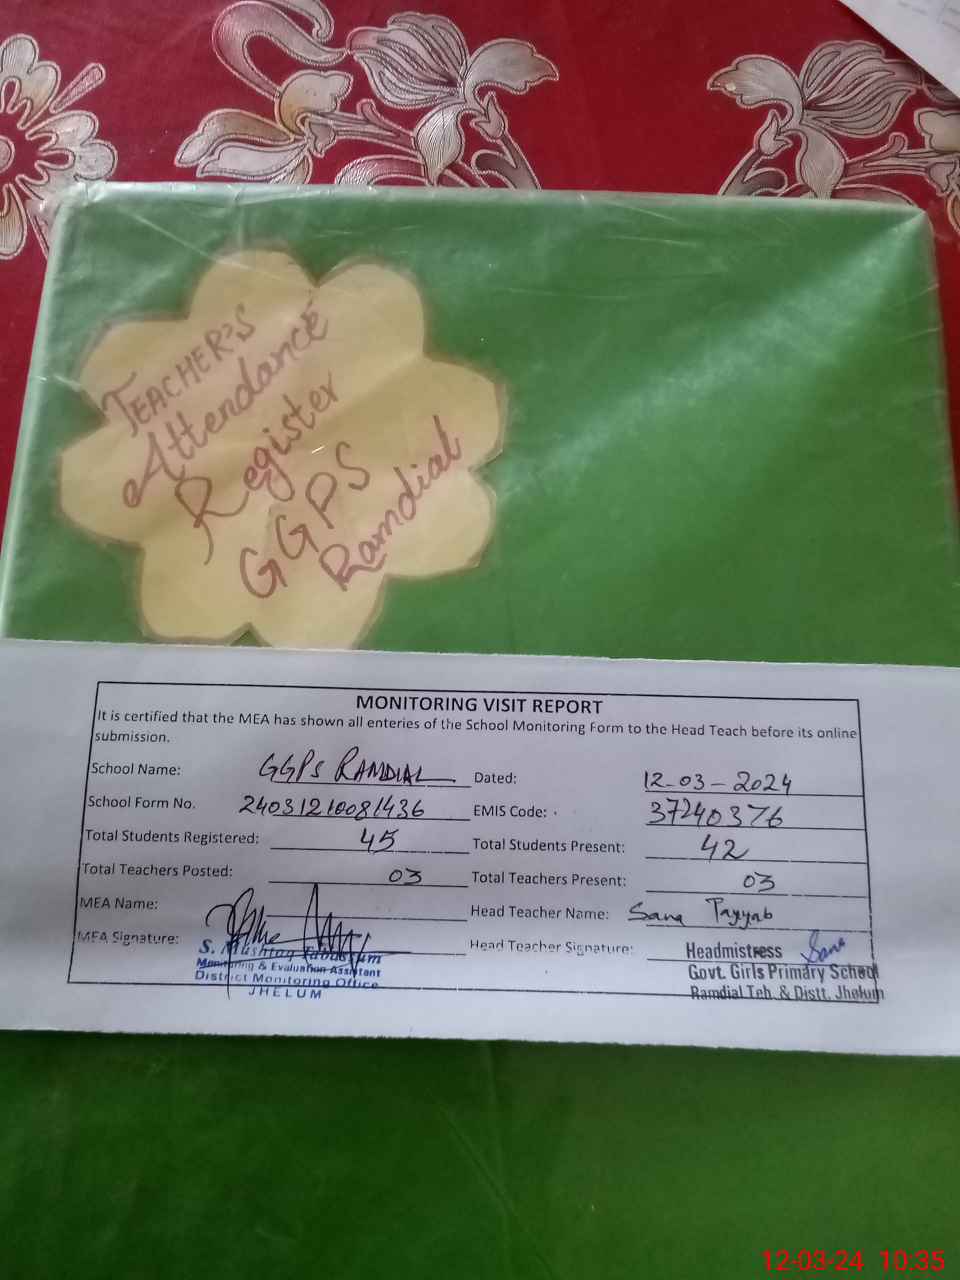 TEACHER'S
Attendance
Register
GGPS
Ramdial
MONITORING VISIT REPORT
It is certified that the MEA has shown all enteries of the School Monitoring Form to the Head Teach before its online
submission.
School Name: GGPS RAMDIAL Dated: 12-03-2024
School Form No. 24031210081436 EMIS Code: 37240376
Total Students Registered: 45 Total Students Present: 42
Total Teachers Posted: 03 Total Teachers Present: 03
MEA Name: Head Teacher Name: Sana Tayyab
MEA Signature: Head Teacher Signature: Sana
S. Mushtaq Tabussum
Monitoring & Evaluation Assistant
District Monitoring Office
JHELUM
Headmistress
Govt. Girls Primary School
Ramdial Teh. & Distt. Jhelum
12-03-24 10:35